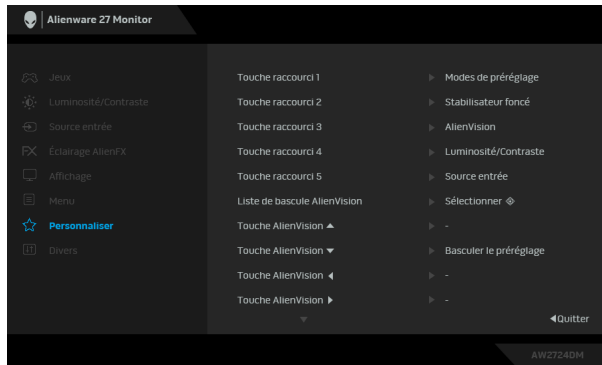 Alienware 27 Monitor
Jeux
Luminosité/Contraste
Source entrée
Éclairage AlienFX
Affichage
Menu
Personnaliser
Divers
Touche raccourci 1 Modes de préréglage
Touche raccourci 2 Stabilisateur foncé
Touche raccourci 3 AlienVision
Touche raccourci 4 Luminosité/Contraste
Touche raccourci 5 Source entrée
Liste de bascule AlienVision Sélectionner
Touche AlienVision ▲ -
Touche AlienVision ▼ Basculer le préréglage
Touche AlienVision ◀ -
Touche AlienVision ▶ -
◀Quitter
AW2724DM